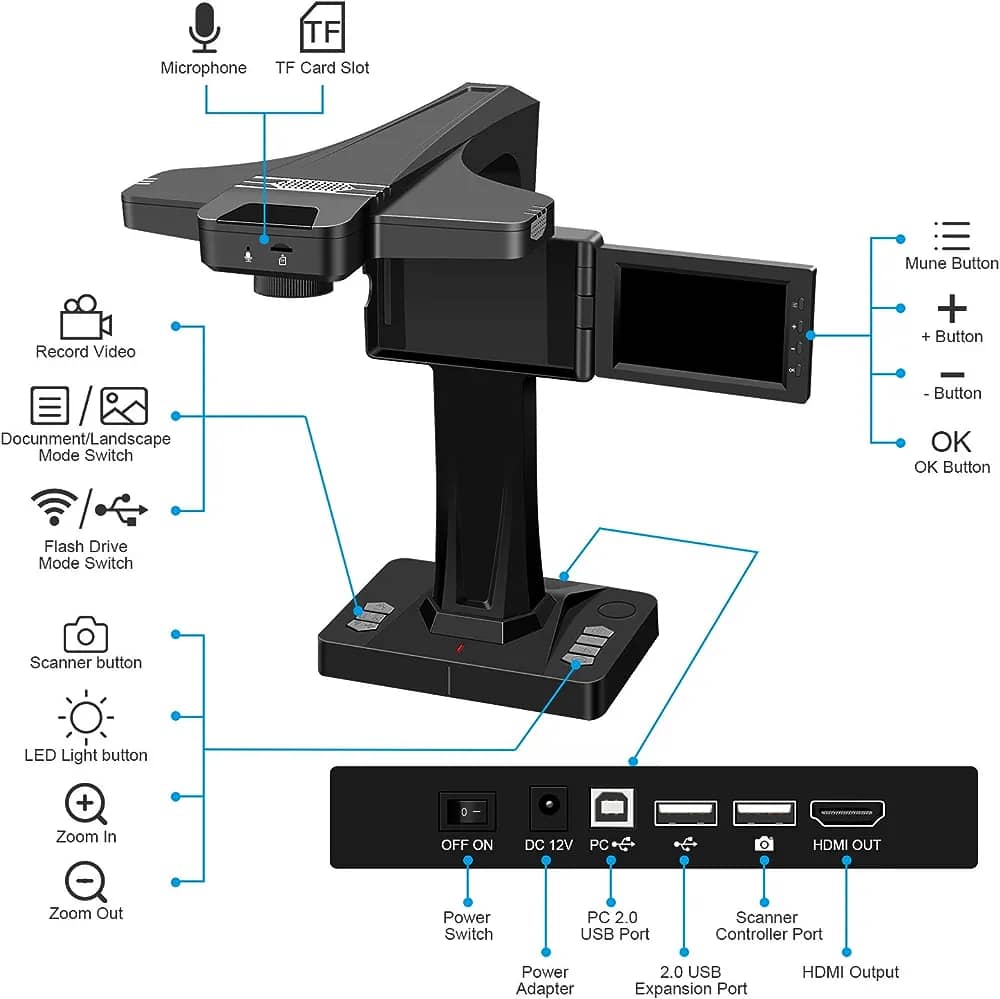 TF
Microphone
TF Card Slot
Record Video
Docunment/Landscape
Mode Switch
Flash Drive
Mode Switch
Scanner button
LED Light button
Zoom In
Zoom Out
Mune Button
+ Button
- Button
OK
OK Button
OFF ON
DC 12V
PC
HDMI OUT
Power
Switch
Power
Adapter
PC 2.0
USB Port
2.0 USB
Expansion Port
Scanner
Controller Port
HDMI Output